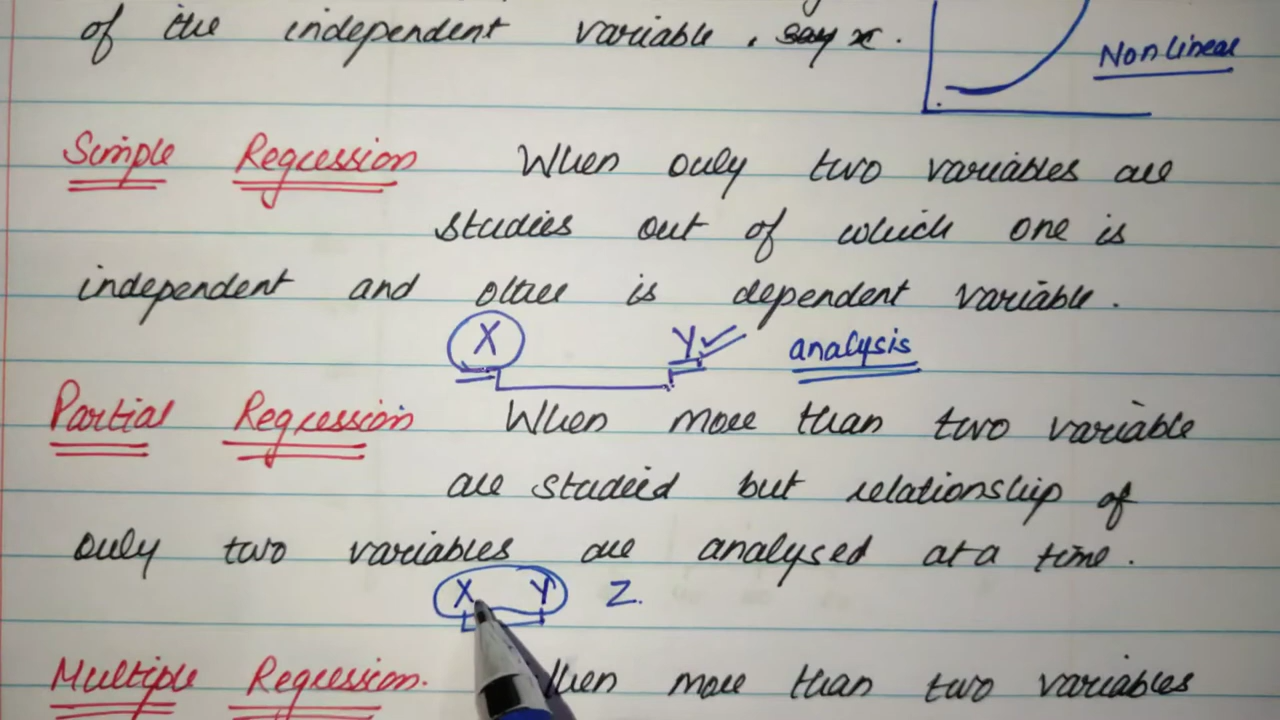 of the independent variable, say x.
Nonlinear
Simple Regression When only two variables are
studies out of which one is
independent and other is dependent variable.
X Y analysis
Partial Regression When more than two variable
are studied but relationship of
only two variables are analysed at a time.
X Y Z.
Multiple Regression. When more than two variables